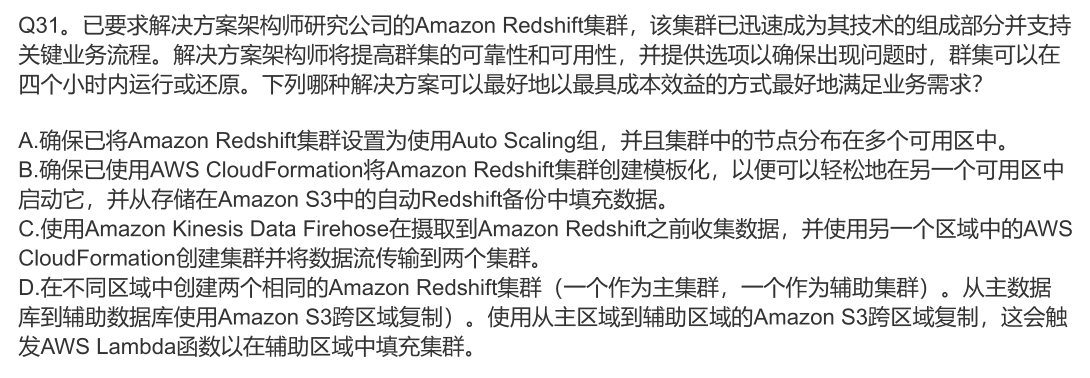 Q31。已要求解决方案架构师研究公司的Amazon Redshift集群，该集群已迅速成为其技术的组成部分并支持
关键业务流程。解决方案架构师将提高群集的可靠性和可用性，并提供选项以确保出现问题时，群集可以在
四个小时内运行或还原。下列哪种解决方案可以最好地以最具成本效益的方式最好地满足业务需求？
A.确保已将Amazon Redshift集群设置为使用Auto Scaling组，并且集群中的节点分布在多个可用区中。
B.确保已使用AWS CloudFormation将Amazon Redshift集群创建模板化，以便可以轻松地在另一个可用区中
启动它，并从存储在Amazon S3中的自动Redshift备份中填充数据。
C.使用Amazon Kinesis Data Firehose在摄取到Amazon Redshift之前收集数据，并使用另一个区域中的AWS
CloudFormation创建集群并将数据流传输到两个集群。
D.在不同区域中创建两个相同的Amazon Redshift集群（一个作为主集群，一个作为辅助集群）。从主数据
库到辅助数据库使用Amazon S3跨区域复制）。使用从主区域到辅助区域的Amazon S3跨区域复制，这会触
发AWS Lambda函数以在辅助区域中填充集群。